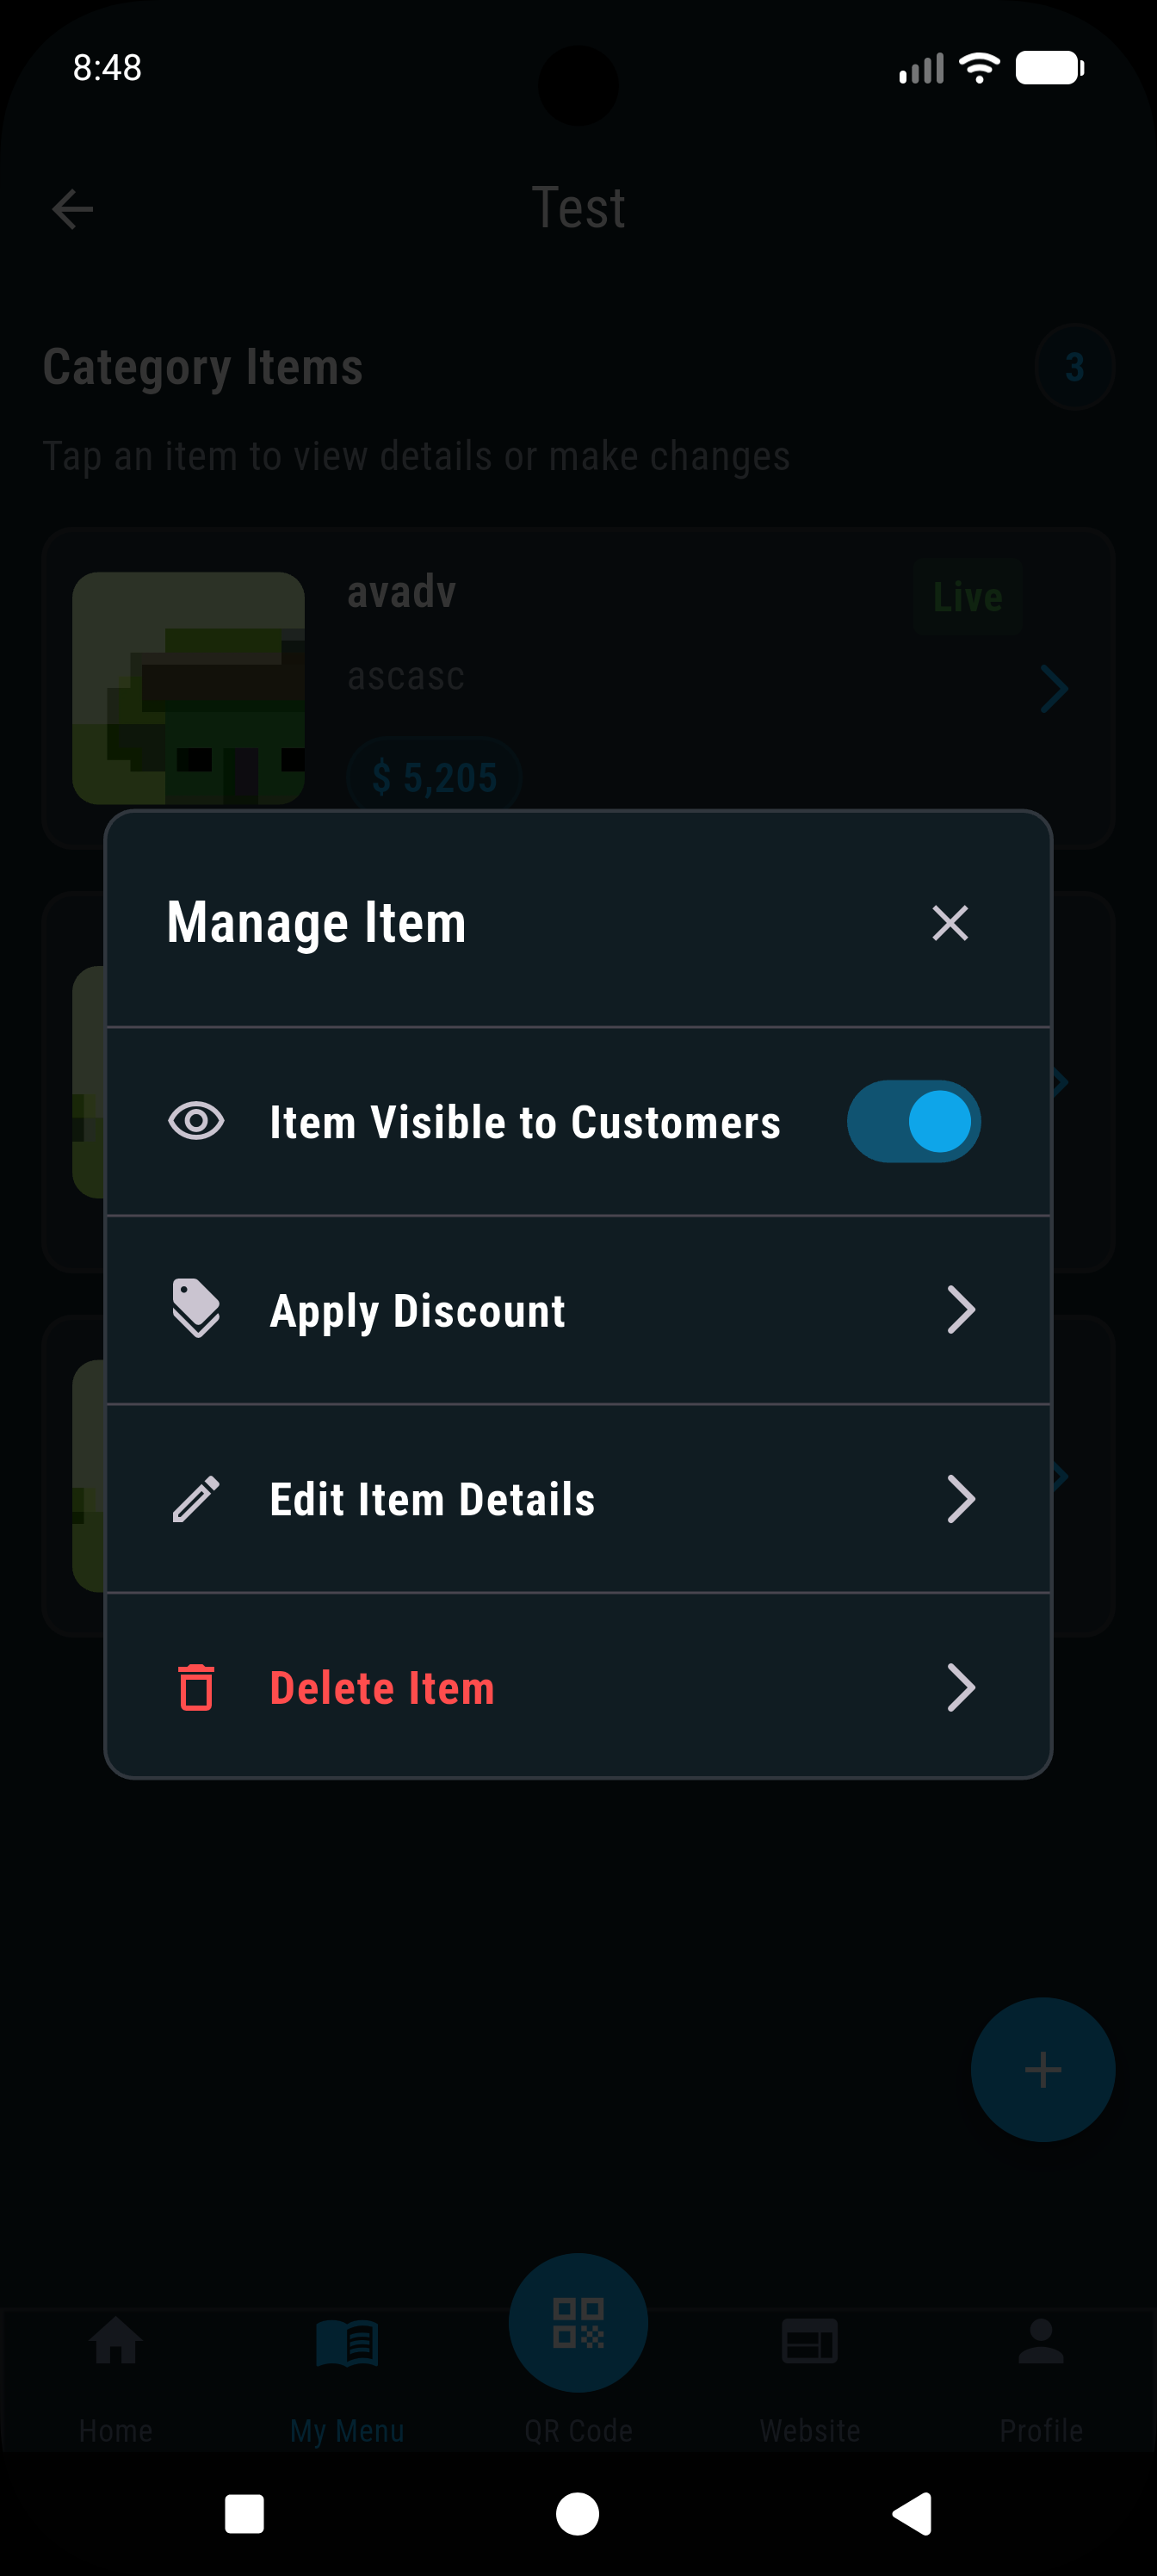 8:48
Test
Category Items
3
Tap an item to view details or make changes
avadv
Live
ascasc
$ 5,205
Manage Item
Item Visible to Customers
Apply Discount
Edit Item Details
Delete Item
Home
My Menu
QR Code
Website
Profile